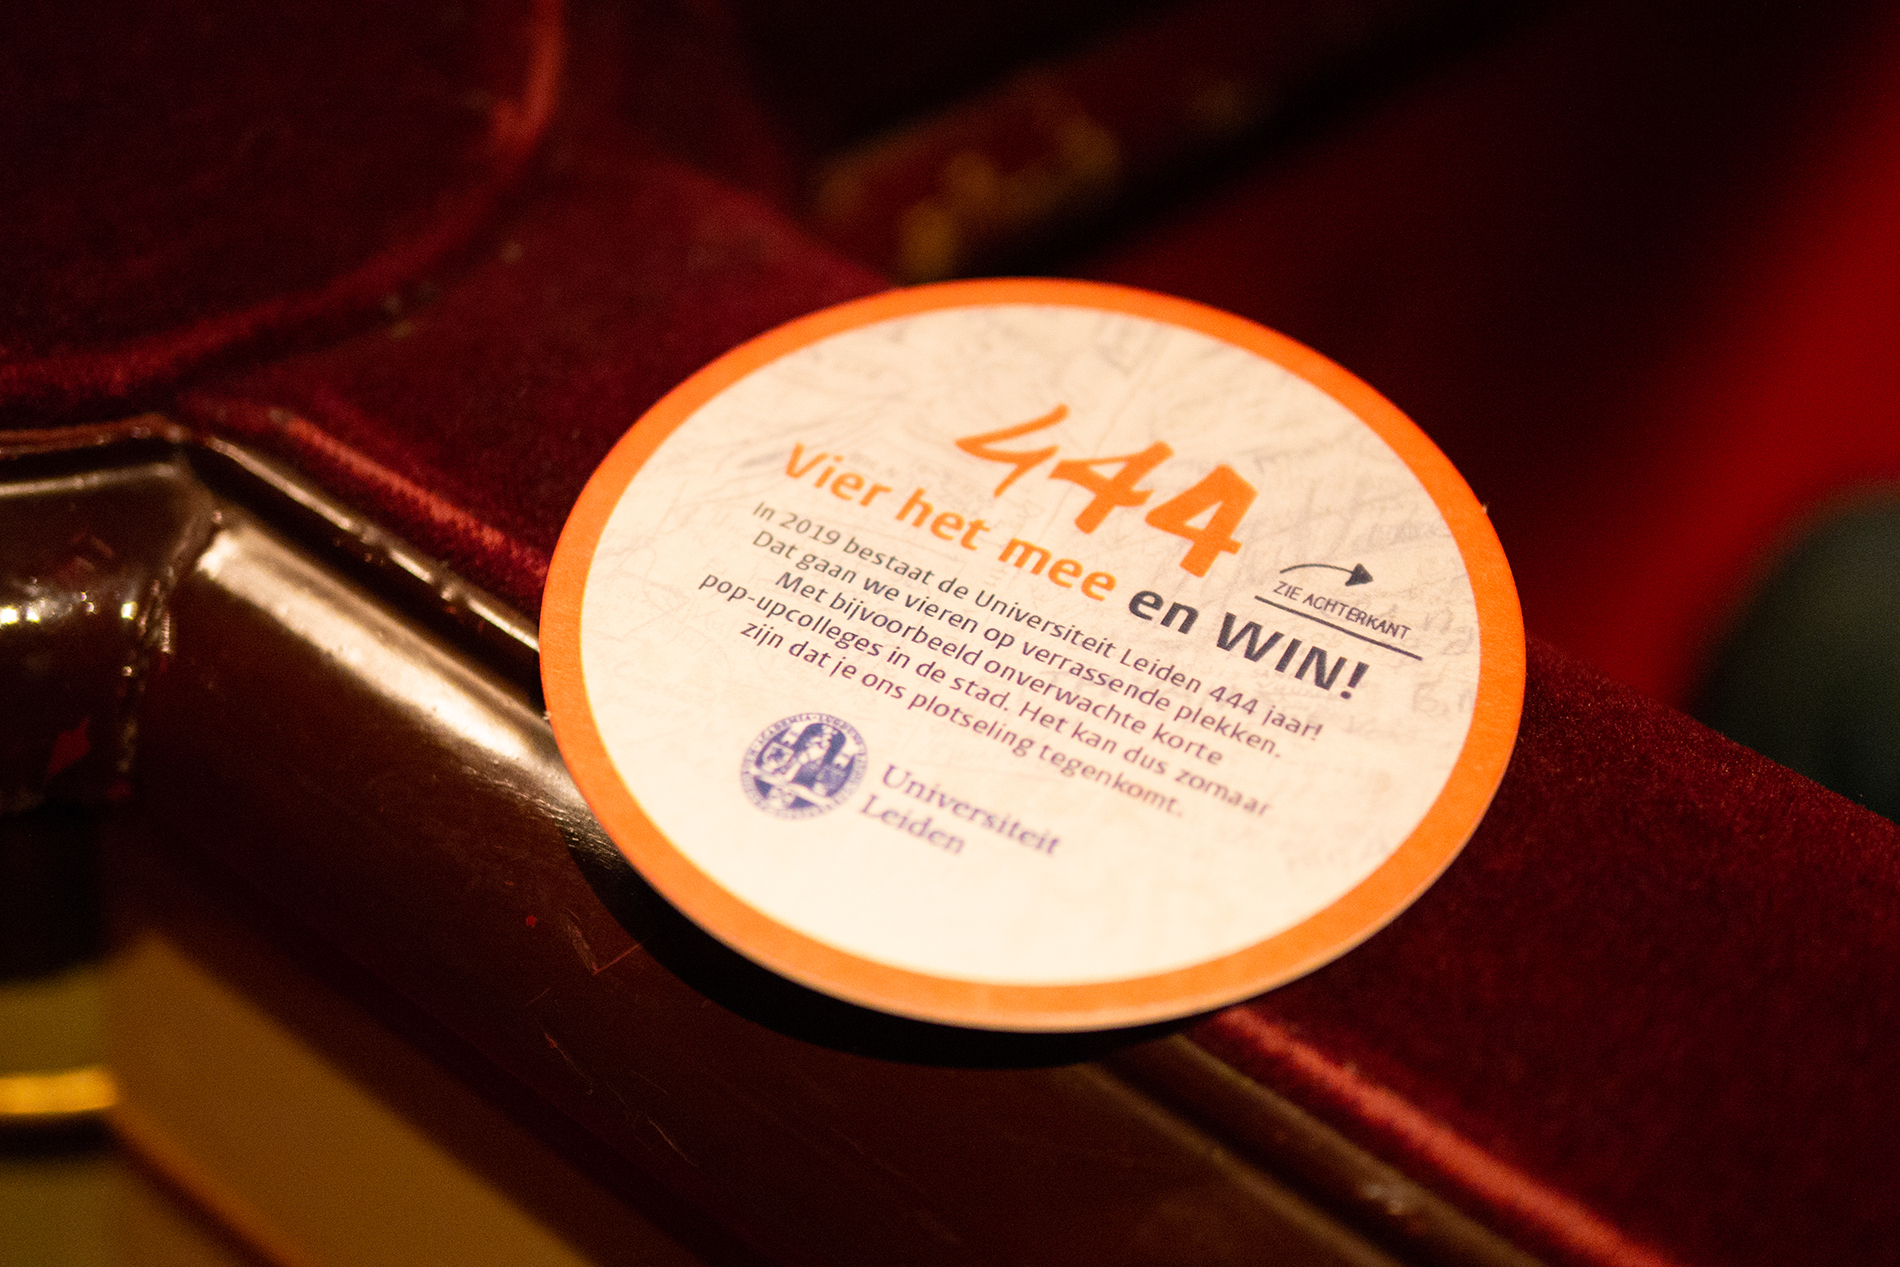 444
Vier het mee en WIN!
ZIE ACHTERKANT
In 2019 bestaat de Universiteit Leiden 444 jaar!
Dat gaan we vieren op verrassende plekken.
Met bijvoorbeeld onverwachte korte
pop-upcolleges in de stad. Het kan dus zomaar
zijn dat je ons plotseling tegenkomt.
Universiteit
Leiden